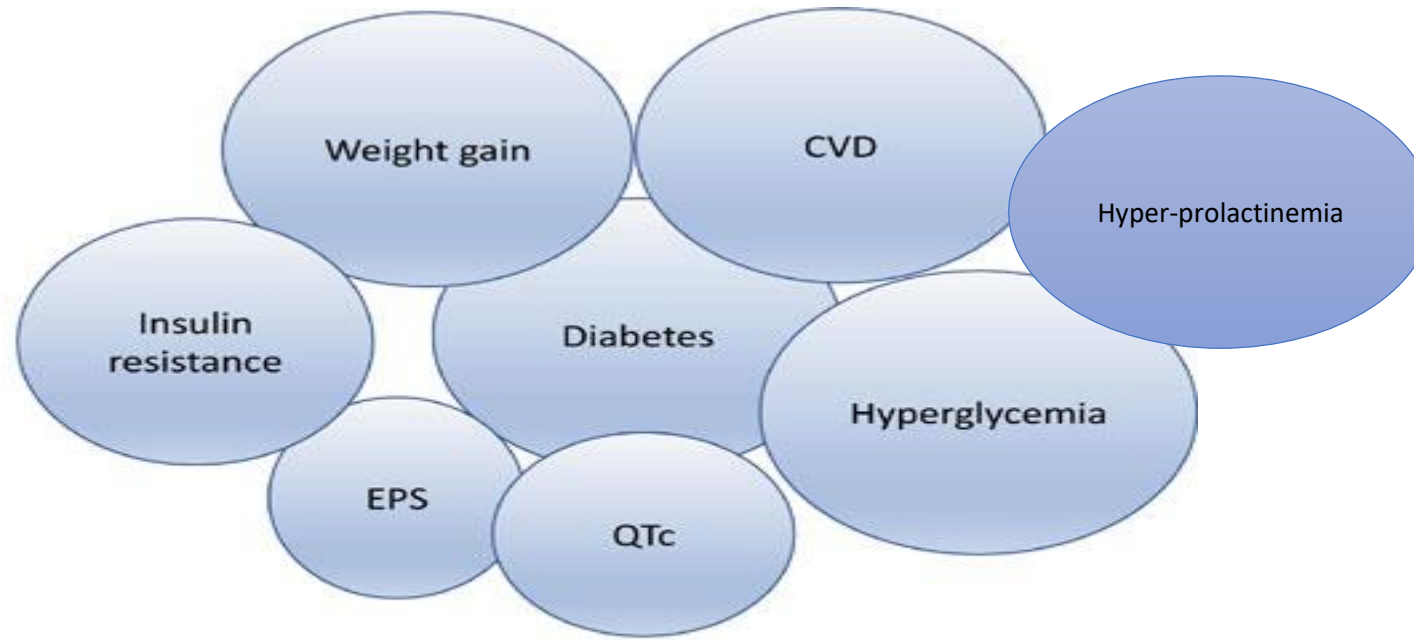 Weight gain
CVD
Hyper-prolactinemia
Insulin
resistance
Diabetes
Hyperglycemia
EPS
QTc